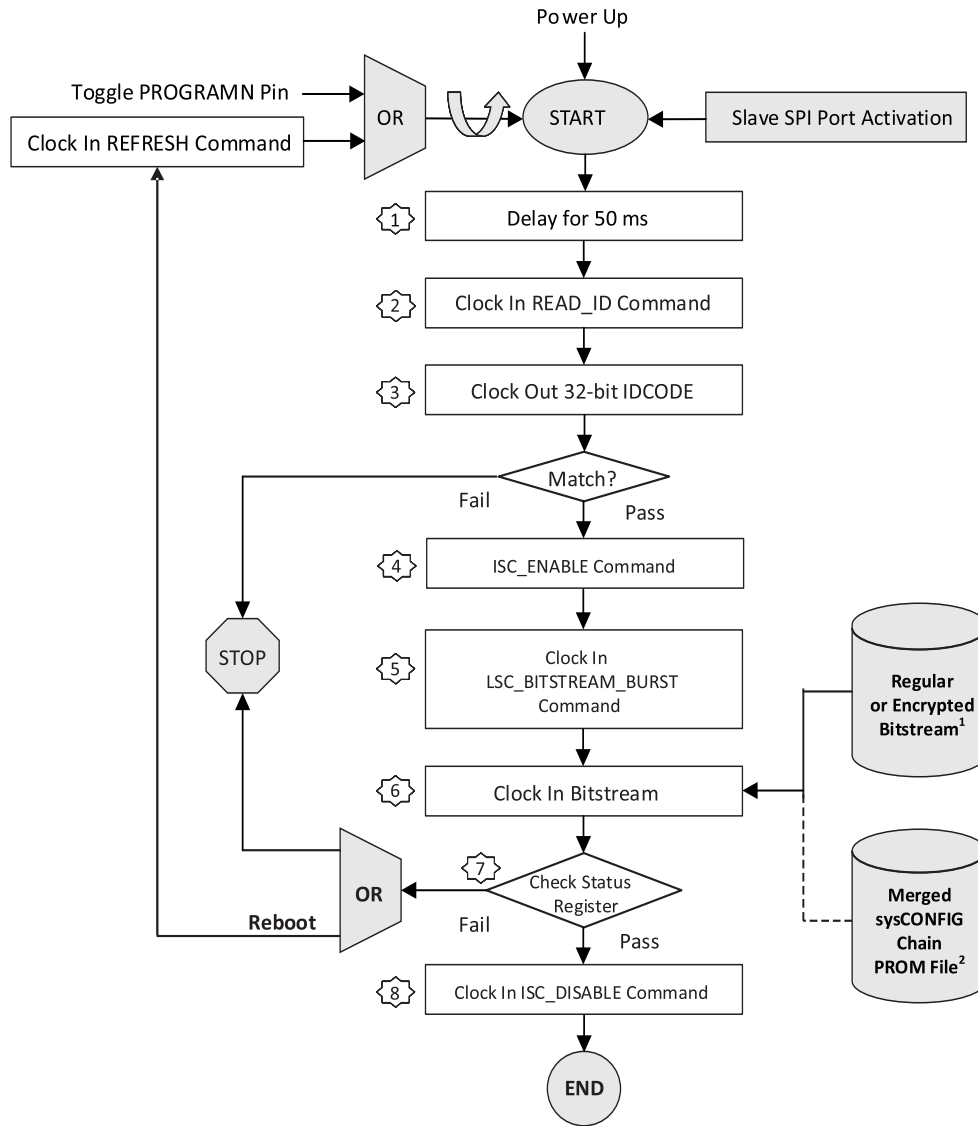 Power Up
Toggle PROGRAMN Pin
OR
START
Slave SPI Port Activation
Clock In REFRESH Command
1
Delay for 50 ms
2
Clock In READ_ID Command
3
Clock Out 32-bit IDCODE
Match?
Fail
Pass
4
ISC_ENABLE Command
STOP
5
Clock In
LSC_BITSTREAM_BURST
Command
Regular
or Encrypted
Bitstream1
6
Clock In Bitstream
7
Check Status
Register
OR
Fail
Reboot
Pass
Merged
sysCONFIG
Chain
PROM File2
8
Clock In ISC_DISABLE Command
END